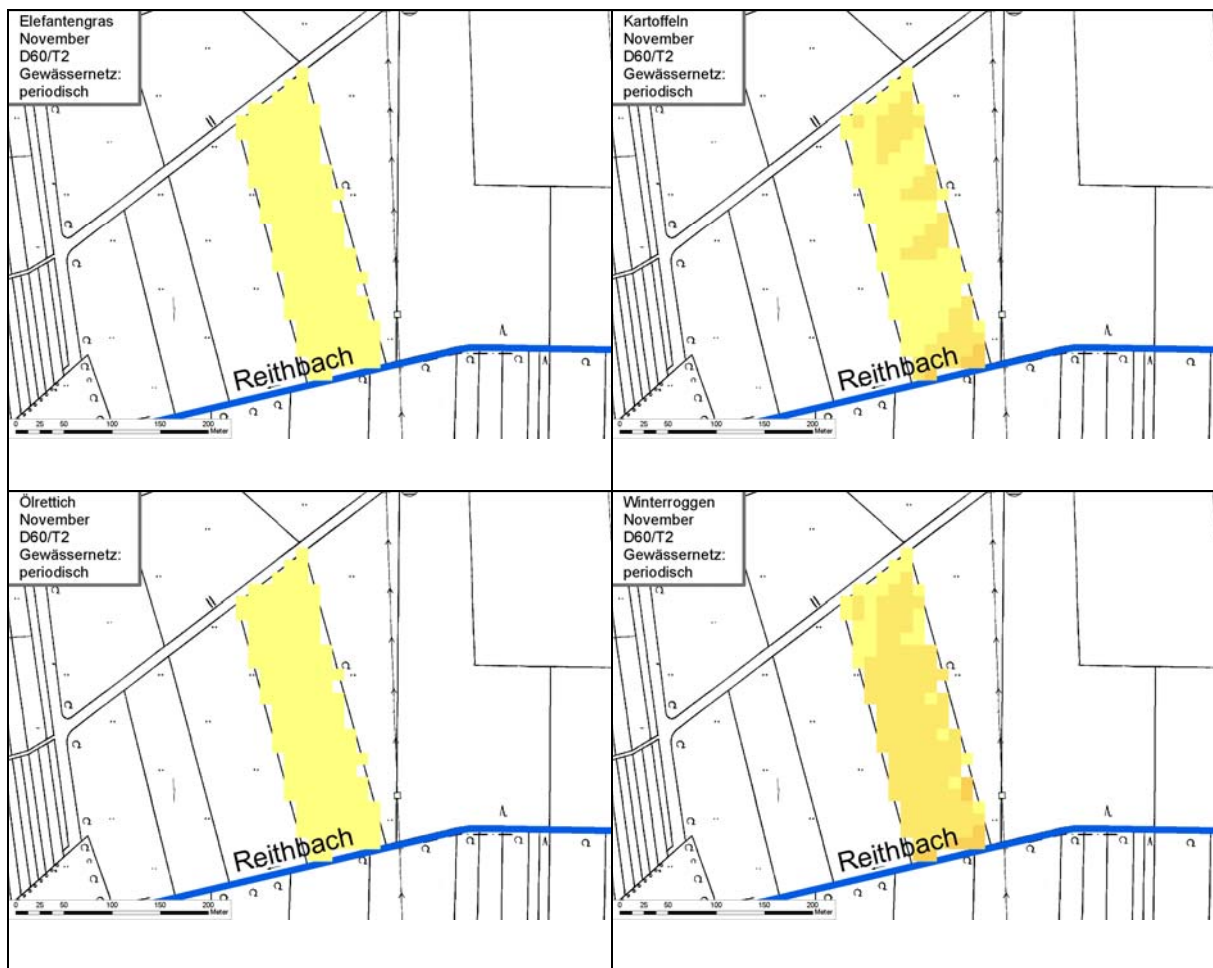 Elefantengras
November
D60/T2
Gewässernetz:
periodisch
Reithbach
0 25 50 100 150 200
Meter
Kartoffeln
November
D60/T2
Gewässernetz:
periodisch
Reithbach
0 25 50 100 150 200
Meter
Ölrettich
November
D60/T2
Gewässernetz:
periodisch
Reithbach
0 25 50 100 150 200
Meter
Winterroggen
November
D60/T2
Gewässernetz:
periodisch
Reithbach
0 25 50 100 150 200
Meter